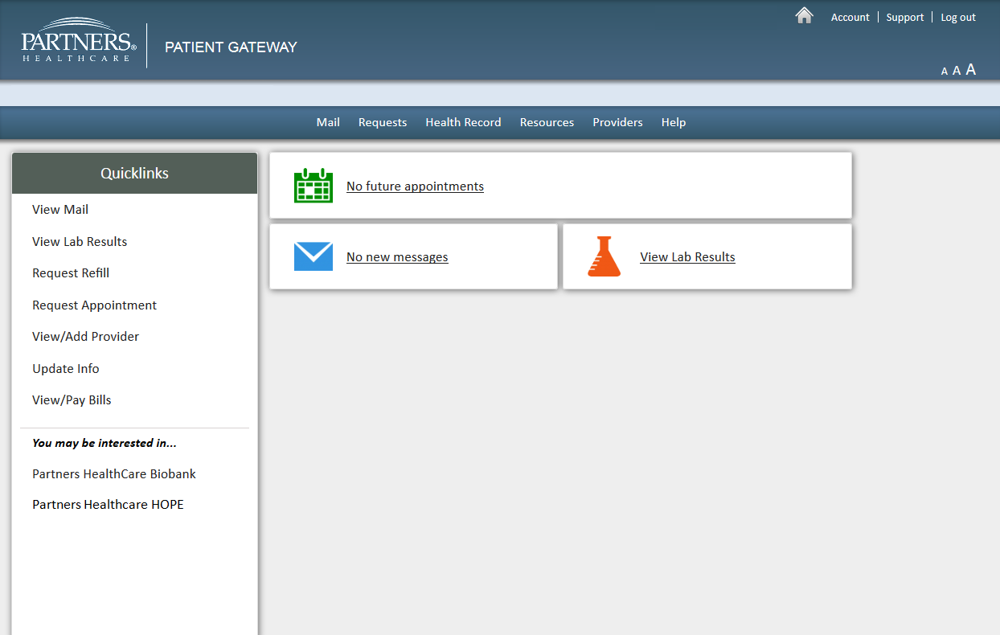 Account
Support
Log out
PARTNERS®
HEALTHCARE
PATIENT GATEWAY
A A A
Mail
Requests
Health Record
Resources
Providers
Help
Quicklinks
View Mail
View Lab Results
Request Refill
Request Appointment
View/Add Provider
Update Info
View/Pay Bills
You may be interested in...
Partners HealthCare Biobank
Partners Healthcare HOPE
No future appointments
No new messages
View Lab Results